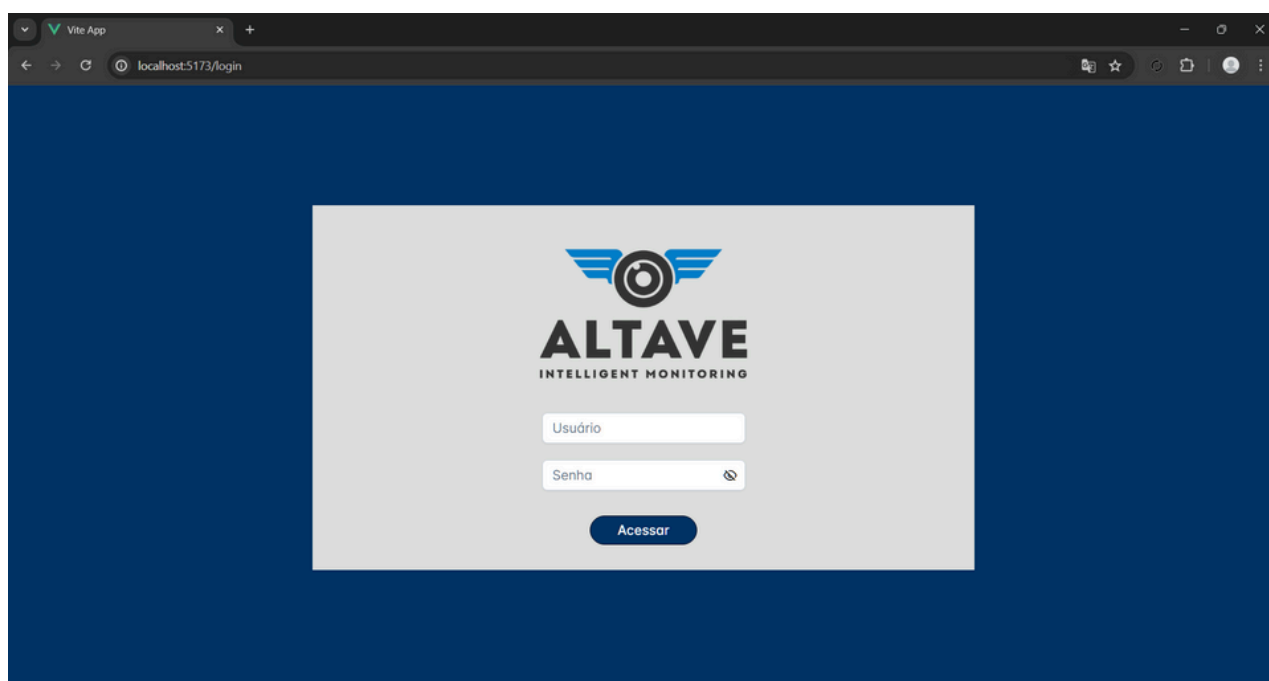 Vite App
localhost:5173/login
ALTAVE
INTELLIGENT MONITORING
Usuário
Senha
Acessar